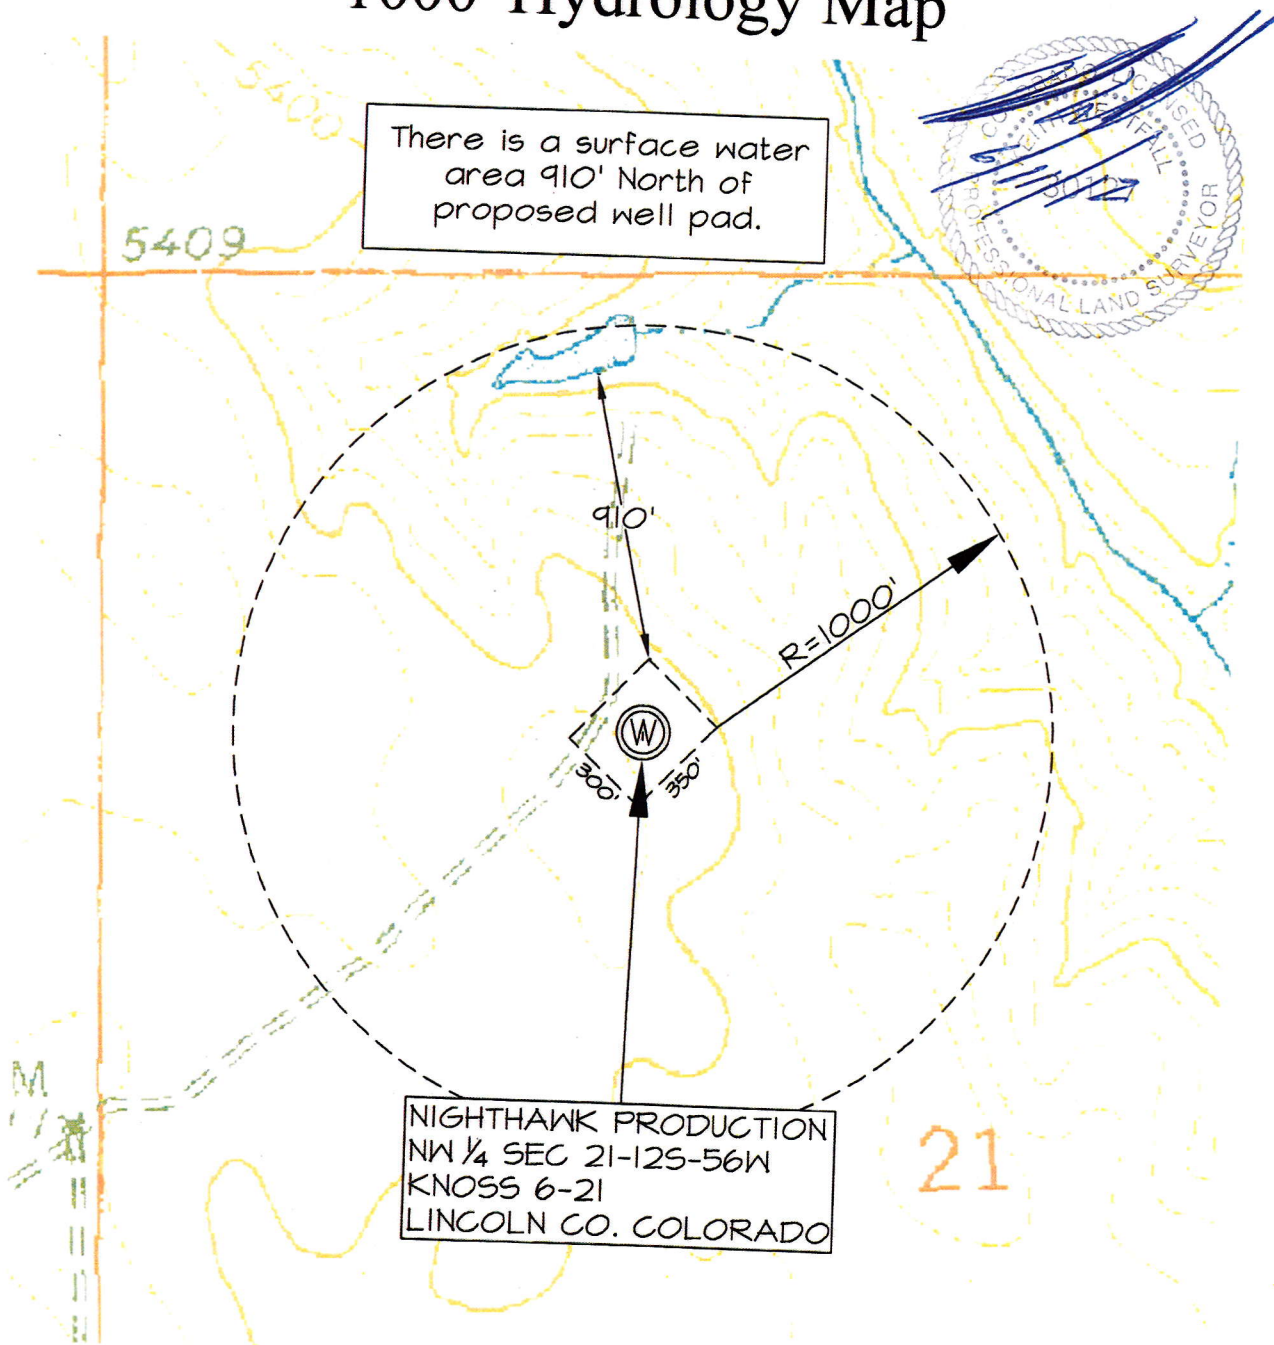 1000' Hydrology Map
5400
There is a surface water
area 910' North of
proposed well pad.
5409
PROFESSIONAL LAND SURVEYOR
910'
R=1000'
W
300'
350'
M
NIGHTHAWK PRODUCTION
NW 1/4 SEC 21-12S-56W
KNOSS 6-21
LINCOLN CO. COLORADO
21